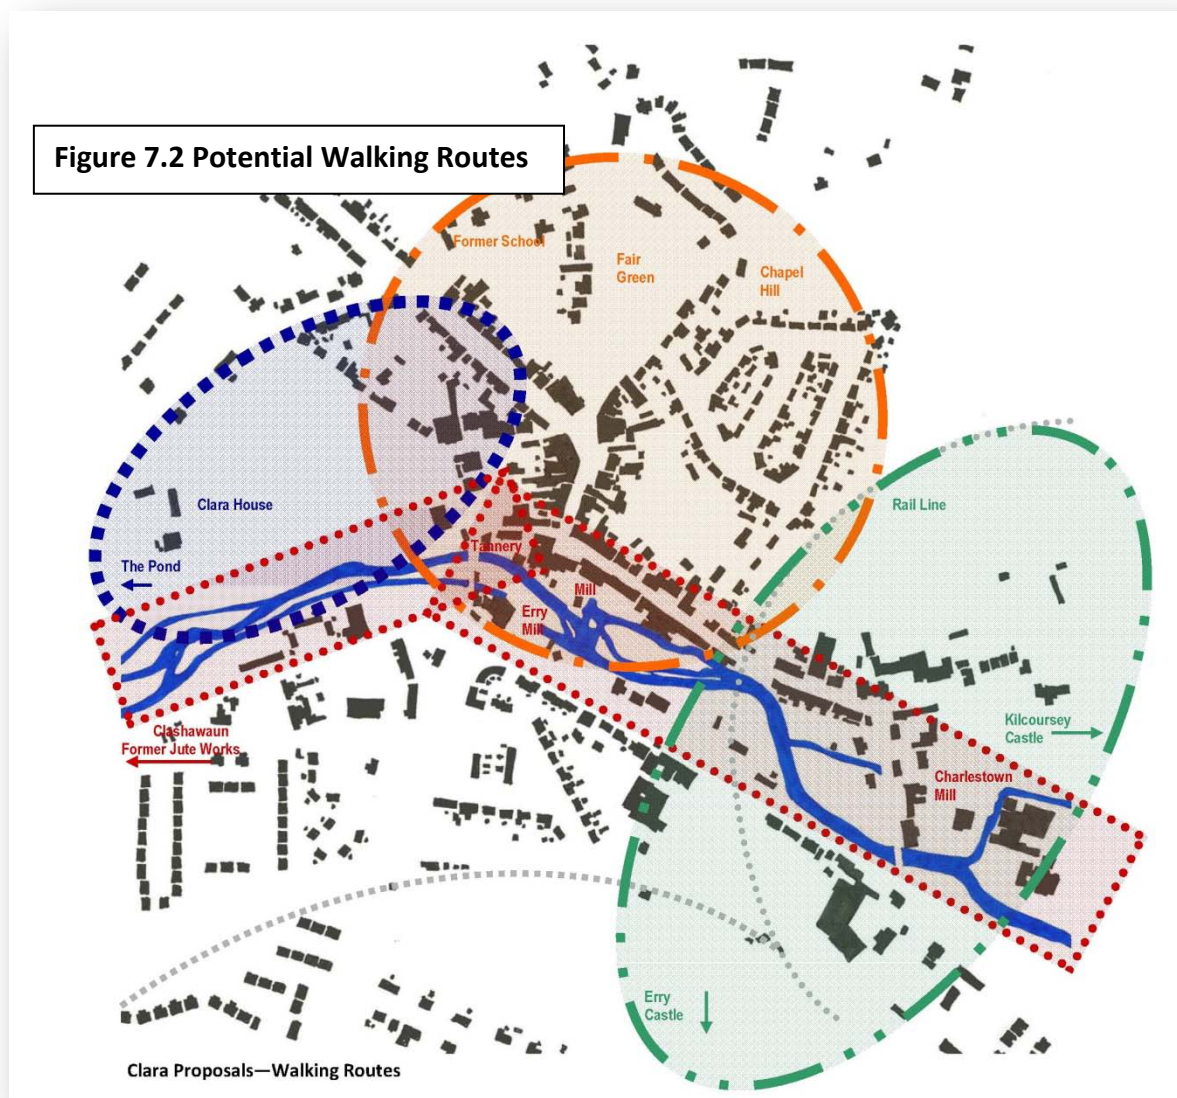 Figure 7.2 Potential Walking Routes
Former School
Fair
Green
Chapel
Hill
Clara House
Rail Line
The Pond
Tannery
Mill
Erry
Mill
Clashawaun
Former Jute Works
Kilcoursey
Castle
Charlestown
Mill
Erry
Castle
Clara Proposals—Walking Routes